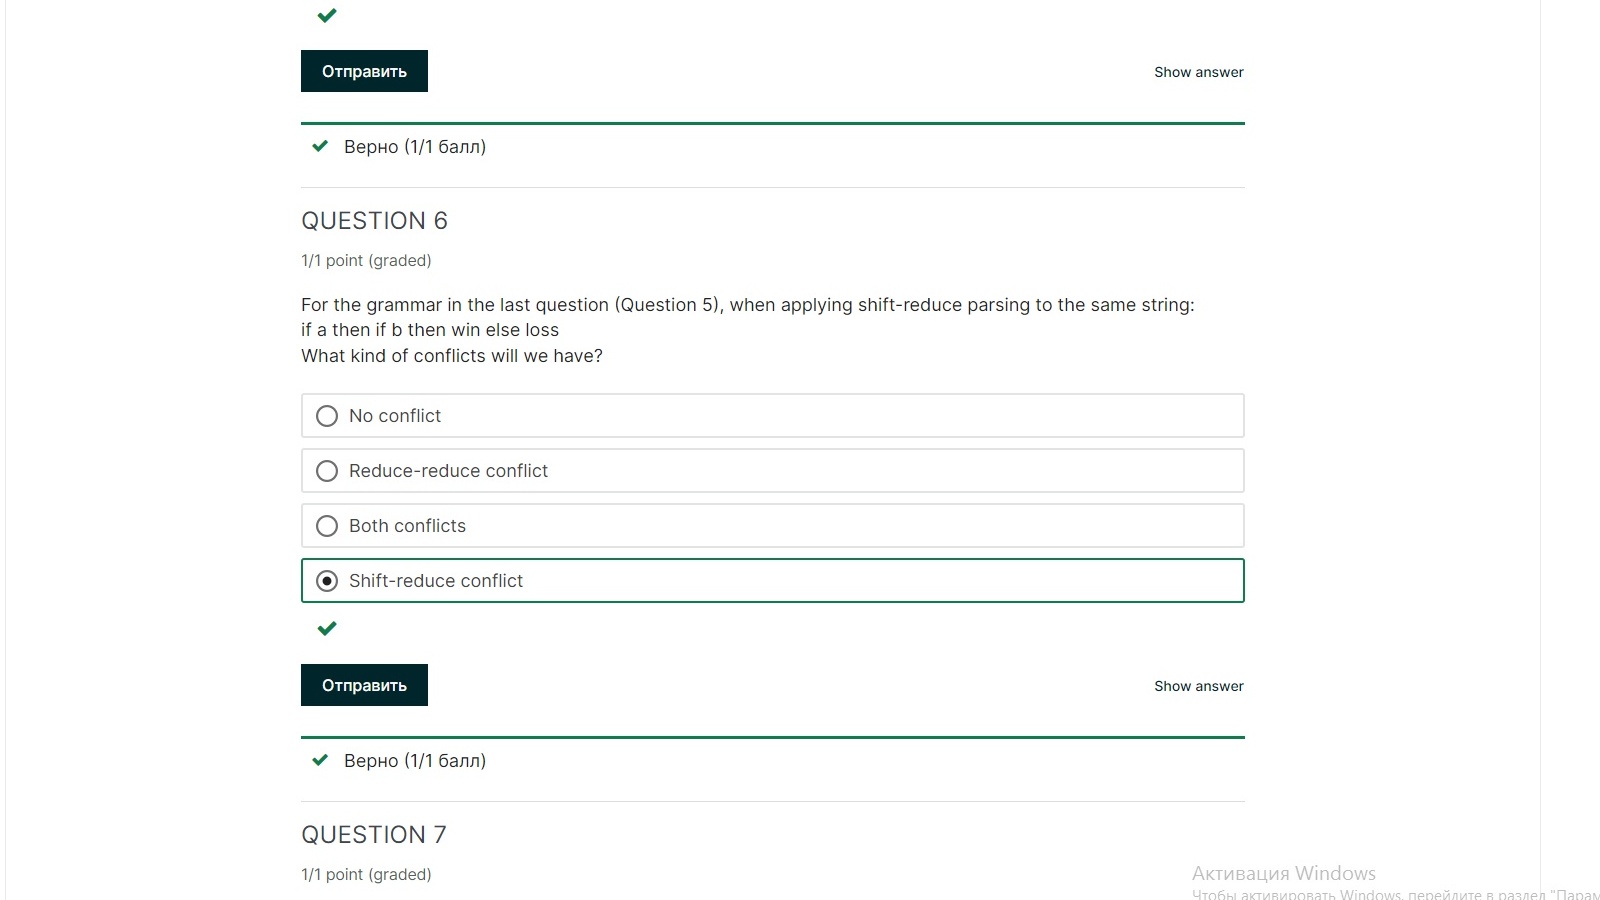 Отправить
Show answer
Верно (1/1 балл)
QUESTION 6
1/1 point (graded)
For the grammar in the last question (Question 5), when applying shift-reduce parsing to the same string:
if a then if b then win else loss
What kind of conflicts will we have?
No conflict
Reduce-reduce conflict
Both conflicts
Shift-reduce conflict
Отправить
Show answer
Верно (1/1 балл)
QUESTION 7
1/1 point (graded)
Активация Windows
Чтобы активировать Windows, перейдите в раздел "Парам